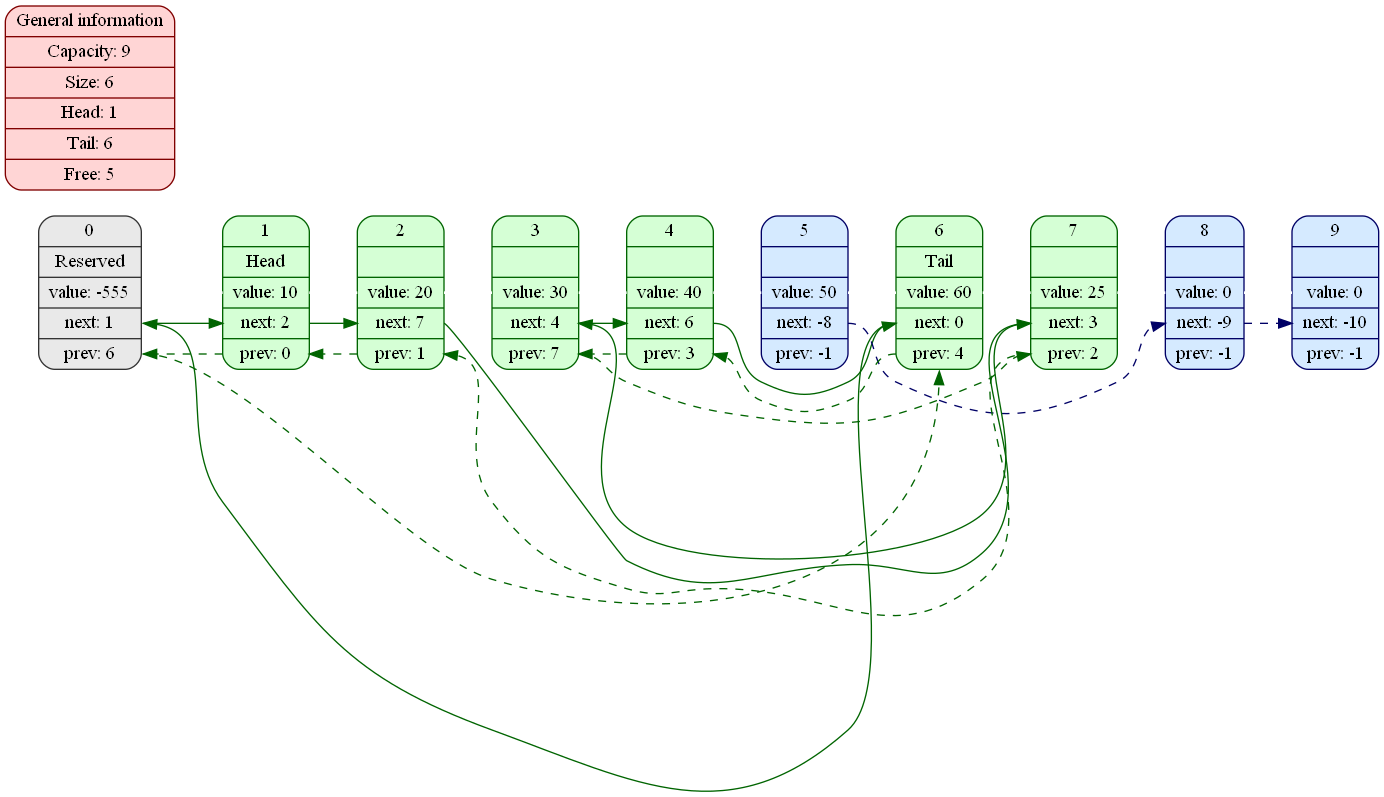 General information
Capacity: 9
Size: 6
Head: 1
Tail: 6
Free: 5
0
Reserved
value: -555
next: 1
prev: 6
1
Head
value: 10
next: 2
prev: 0
2
value: 20
next: 7
prev: 1
3
value: 30
next: 4
prev: 7
4
value: 40
next: 6
prev: 3
5
value: 50
next: -8
prev: -1
6
Tail
value: 60
next: 0
prev: 4
7
value: 25
next: 3
prev: 2
8
value: 0
next: -9
prev: -1
9
value: 0
next: -10
prev: -1